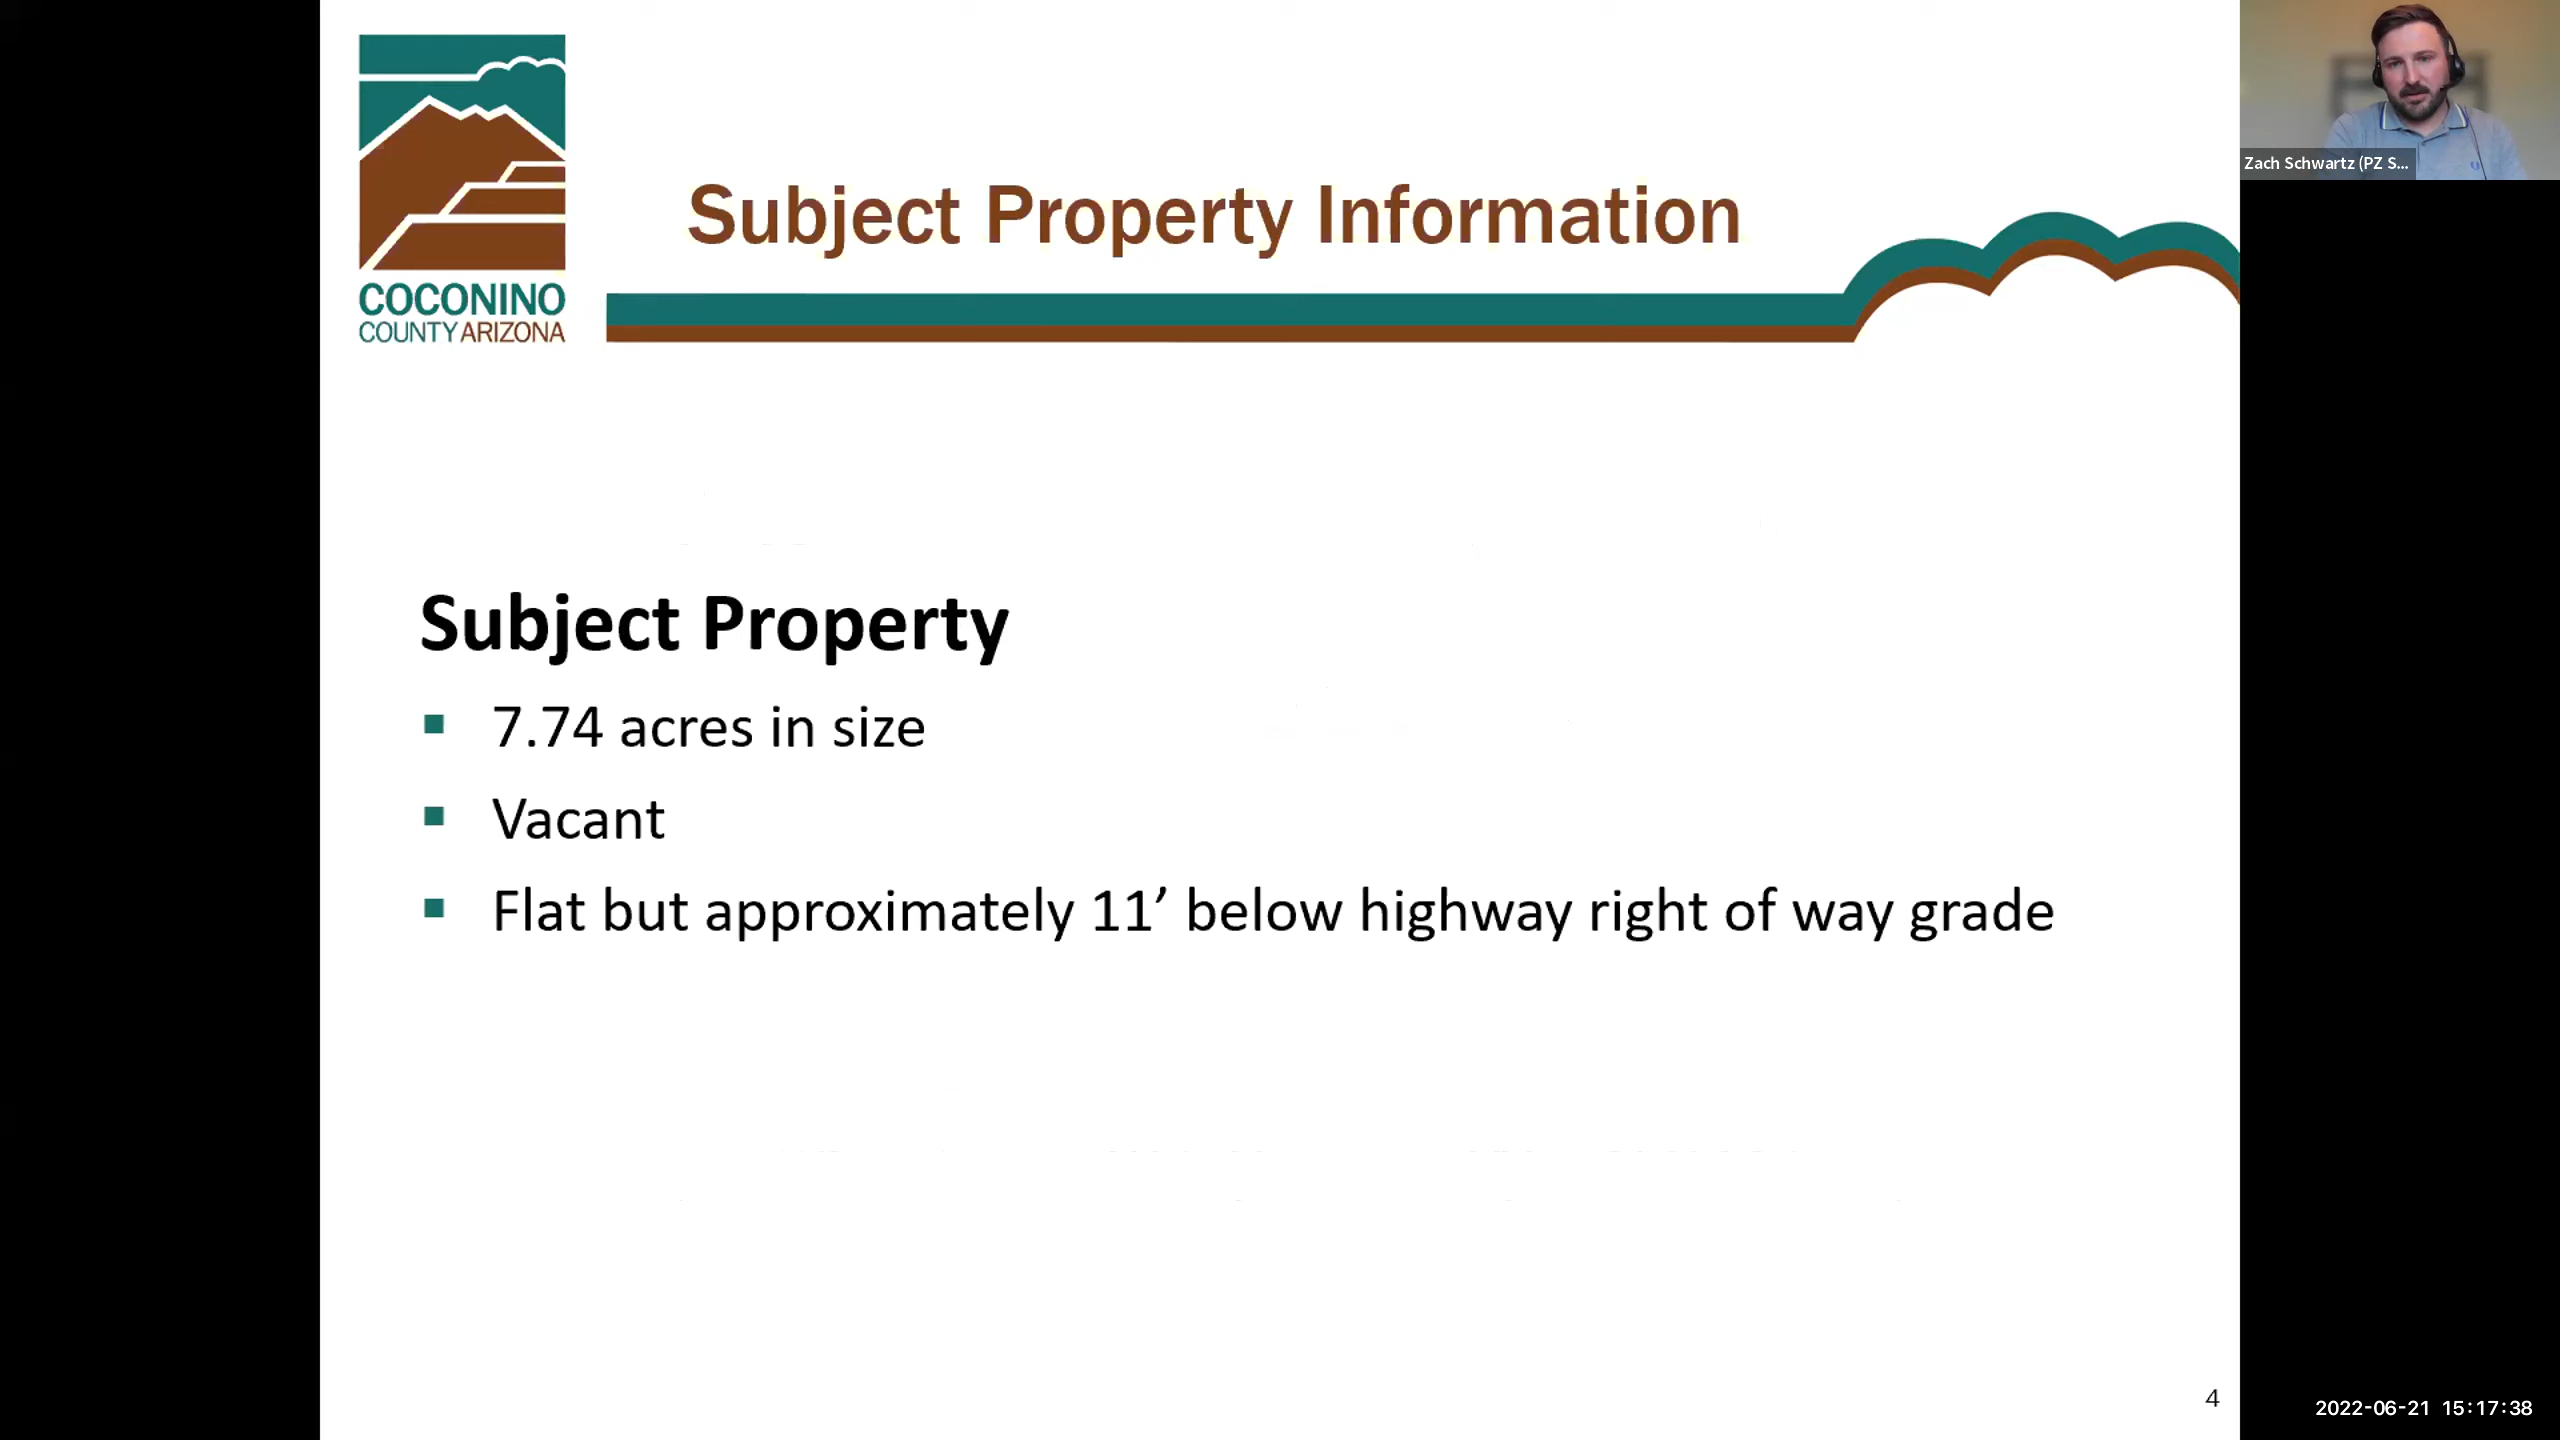 Zach Schwartz (PZ S...
Subject Property Information
COCONINO
COUNTY ARIZONA
Subject Property
7.74 acres in size
Vacant
Flat but approximately 11’ below highway right of way grade
4
2022-06-21 15:17:38